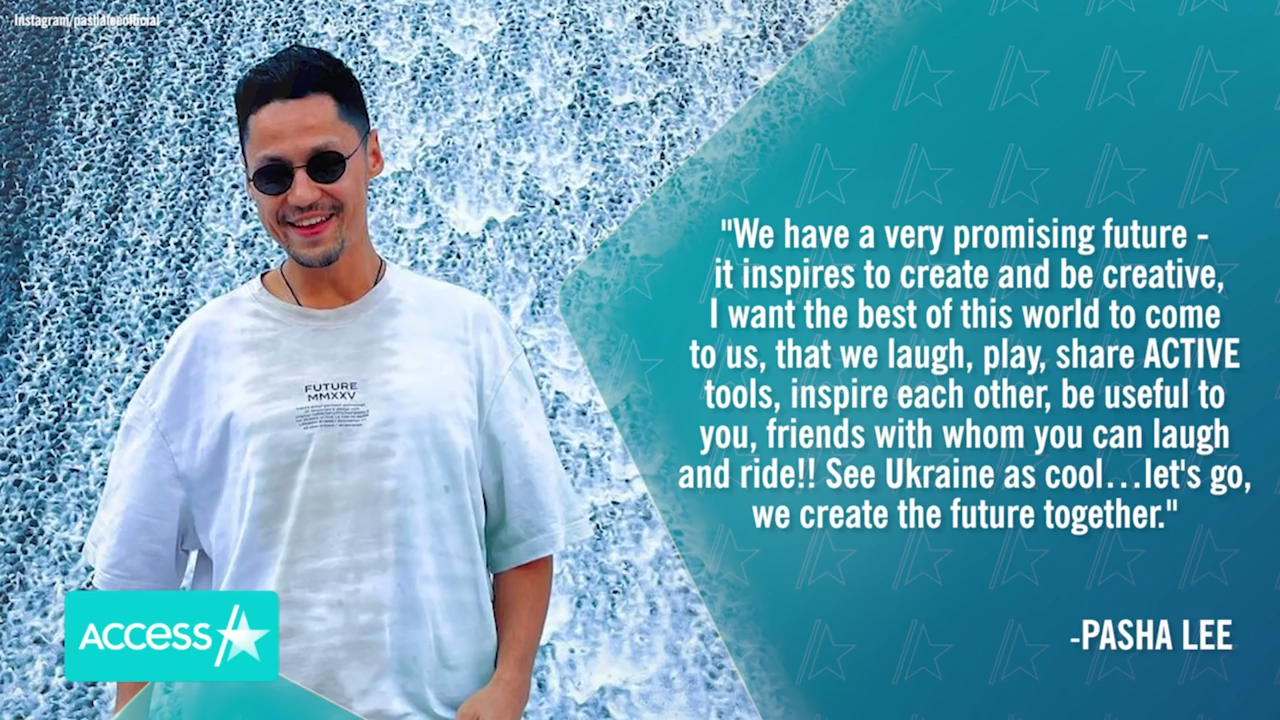 Instagram/pashaleeofficial
"We have a very promising future -
it inspires to create and be creative,
I want the best of this world to come
to us, that we laugh, play, share ACTIVE
tools, inspire each other, be useful to
you, friends with whom you can laugh
and ride!! See Ukraine as cool...let's go,
we create the future together."
-PASHA LEE
FUTURE
MMXXV
ACCESS